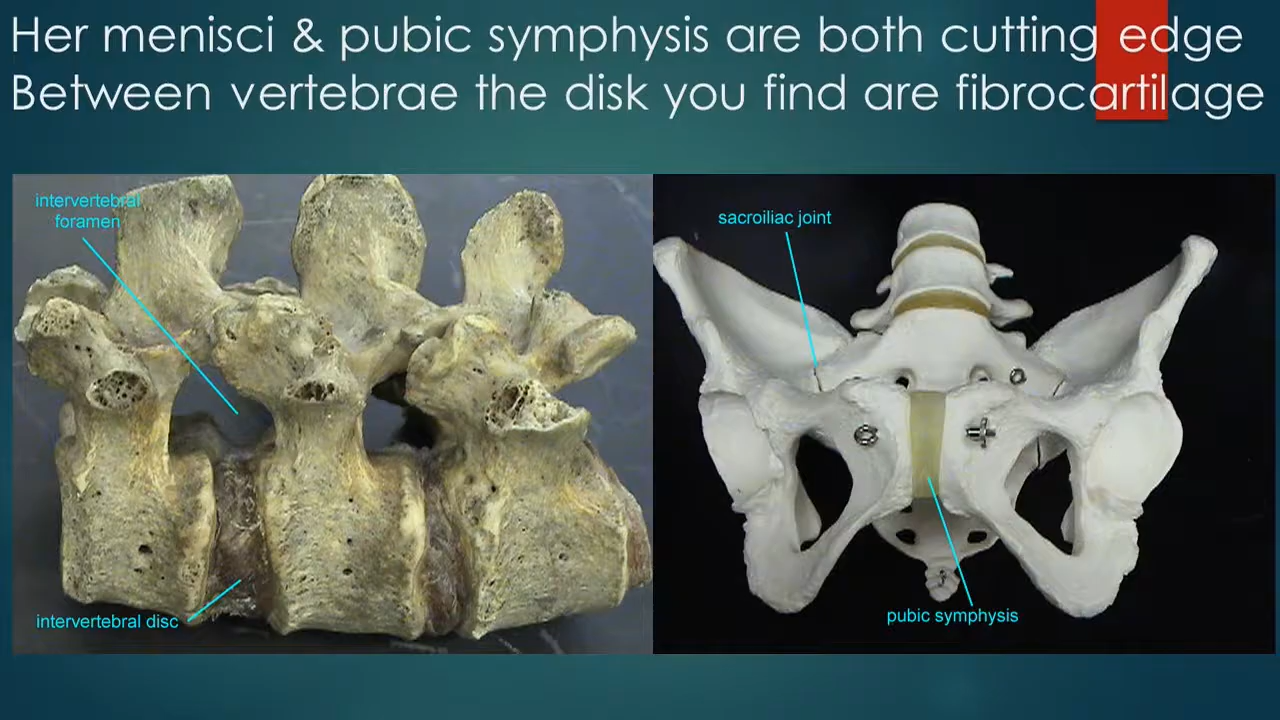 Her menisci & pubic symphysis are both cutting edge
Between vertebrae the disk you find are fibrocartilage
intervertebral
foramen
intervertebral disc
sacroiliac joint
pubic symphysis